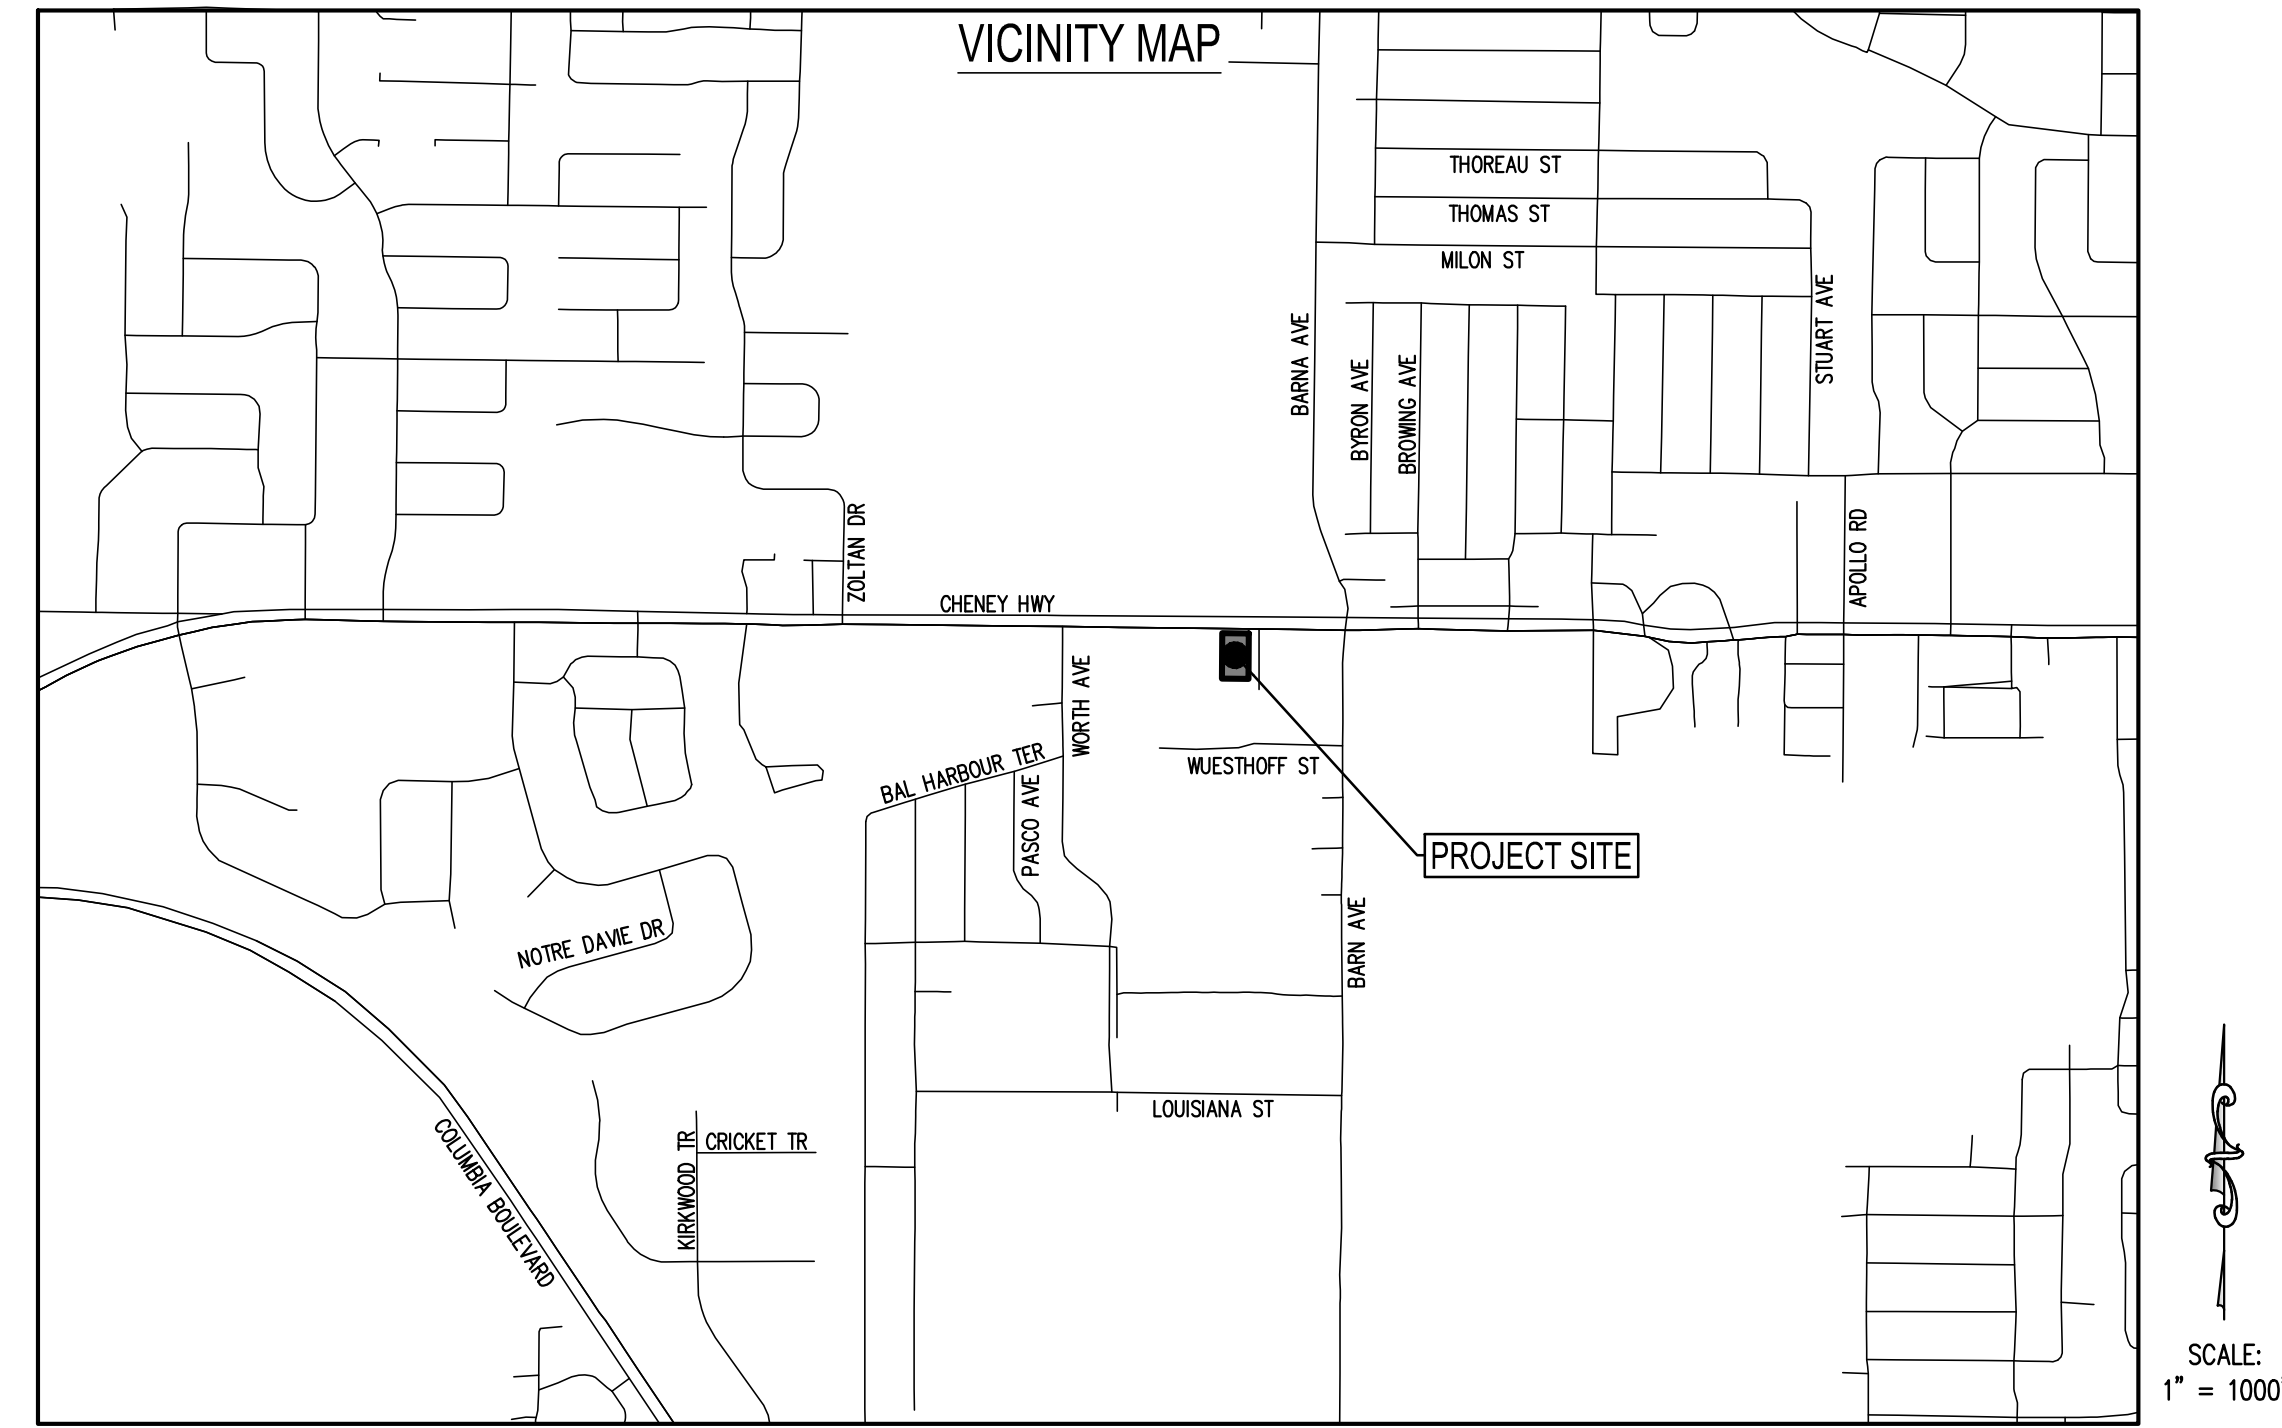 VICINITY MAP
THOREAU ST
THOMAS ST
MILON ST
STUART AVE
BARNA AVE
BYRON AVE
BROWING AVE
ZOLTAN DR
APOLLO RD
CHENEY HWY
WORTH AVE
BAL HARBOUR TER
WUESTHOFF ST
PASCO AVE
PROJECT SITE
NOTRE DAVIE DR
BARN AVE
LOUISIANA ST
COLUMBIA BOULEVARD
KIRKWOOD TR
CRICKET TR
SCALE:
1" = 1000'